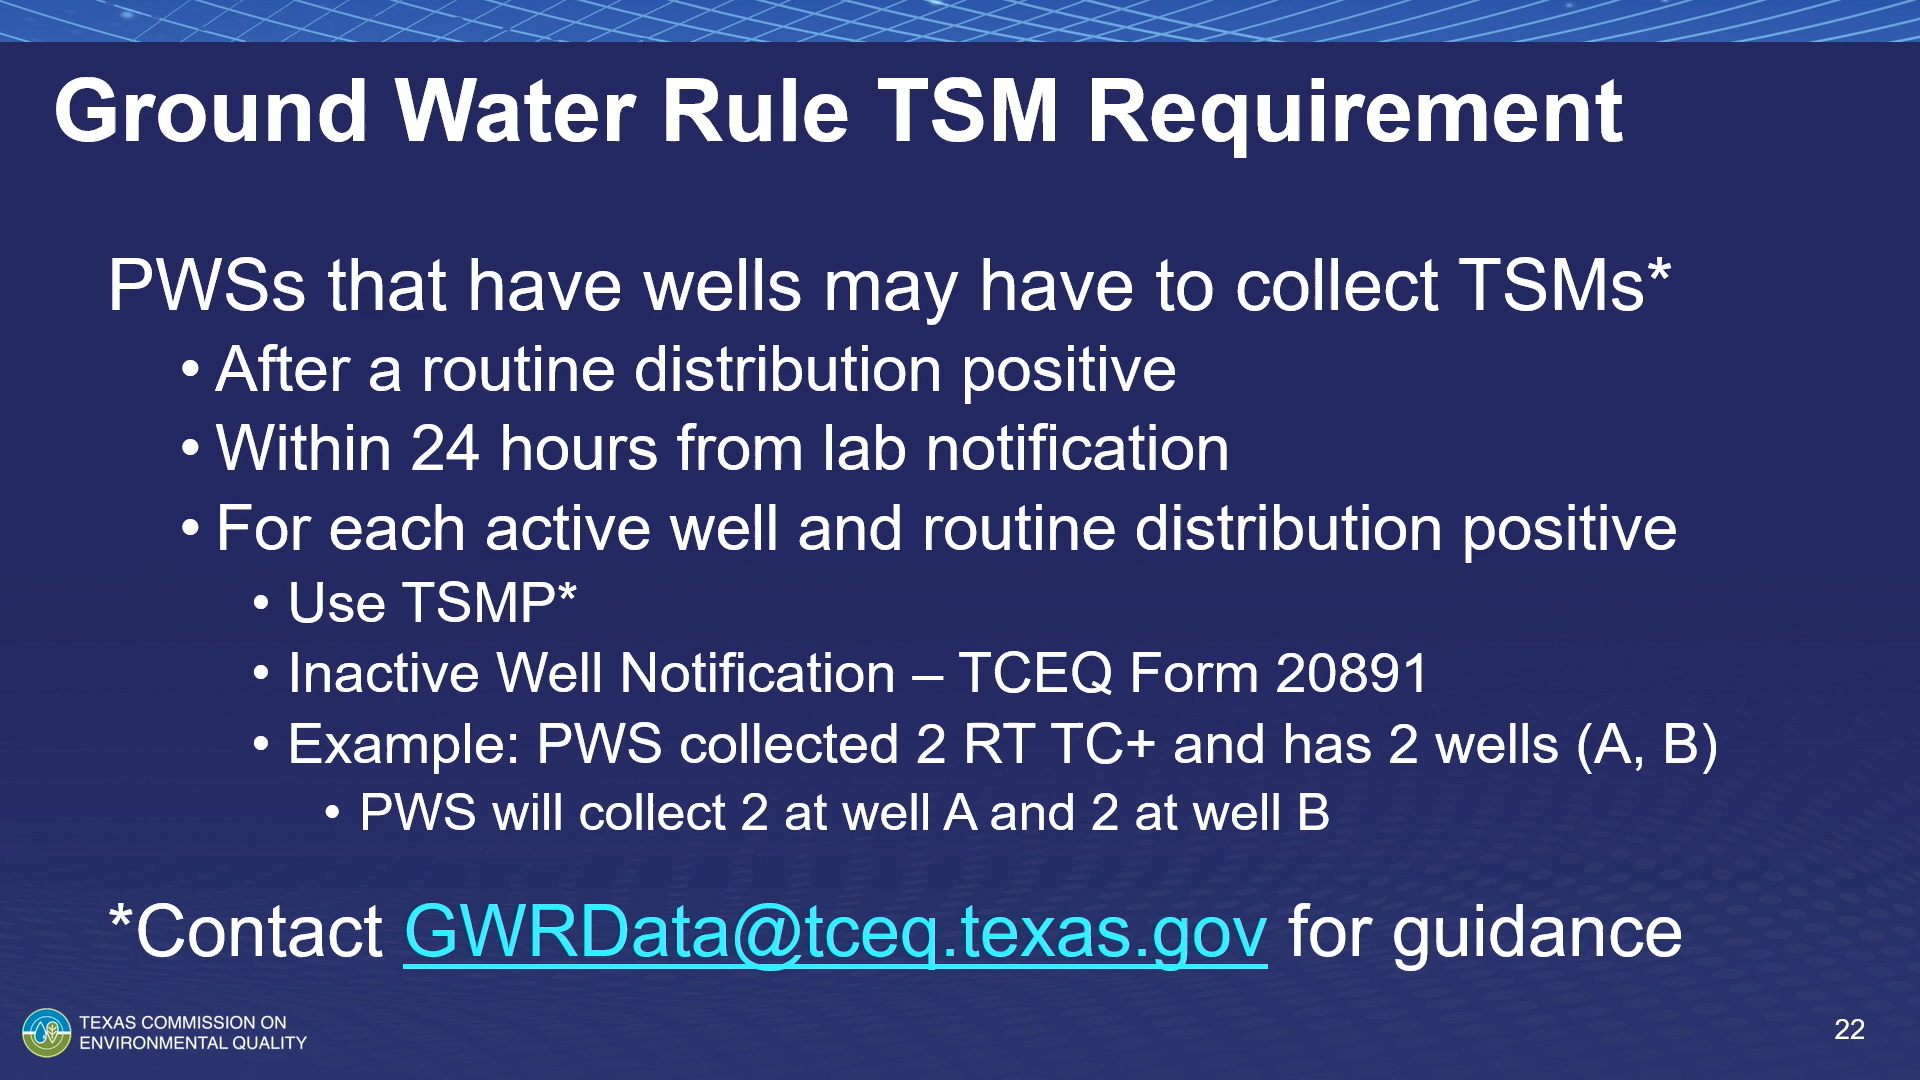 Ground Water Rule TSM Requirement
PWSs that have wells may have to collect TSMs*
• After a routine distribution positive
• Within 24 hours from lab notification
• For each active well and routine distribution positive
• Use TSMP*
• Inactive Well Notification – TCEQ Form 20891
• Example: PWS collected 2 RT TC+ and has 2 wells (A, B)
• PWS will collect 2 at well A and 2 at well B
*Contact GWRData@tceq.texas.gov for guidance
TEXAS COMMISSION ON
ENVIRONMENTAL QUALITY
22